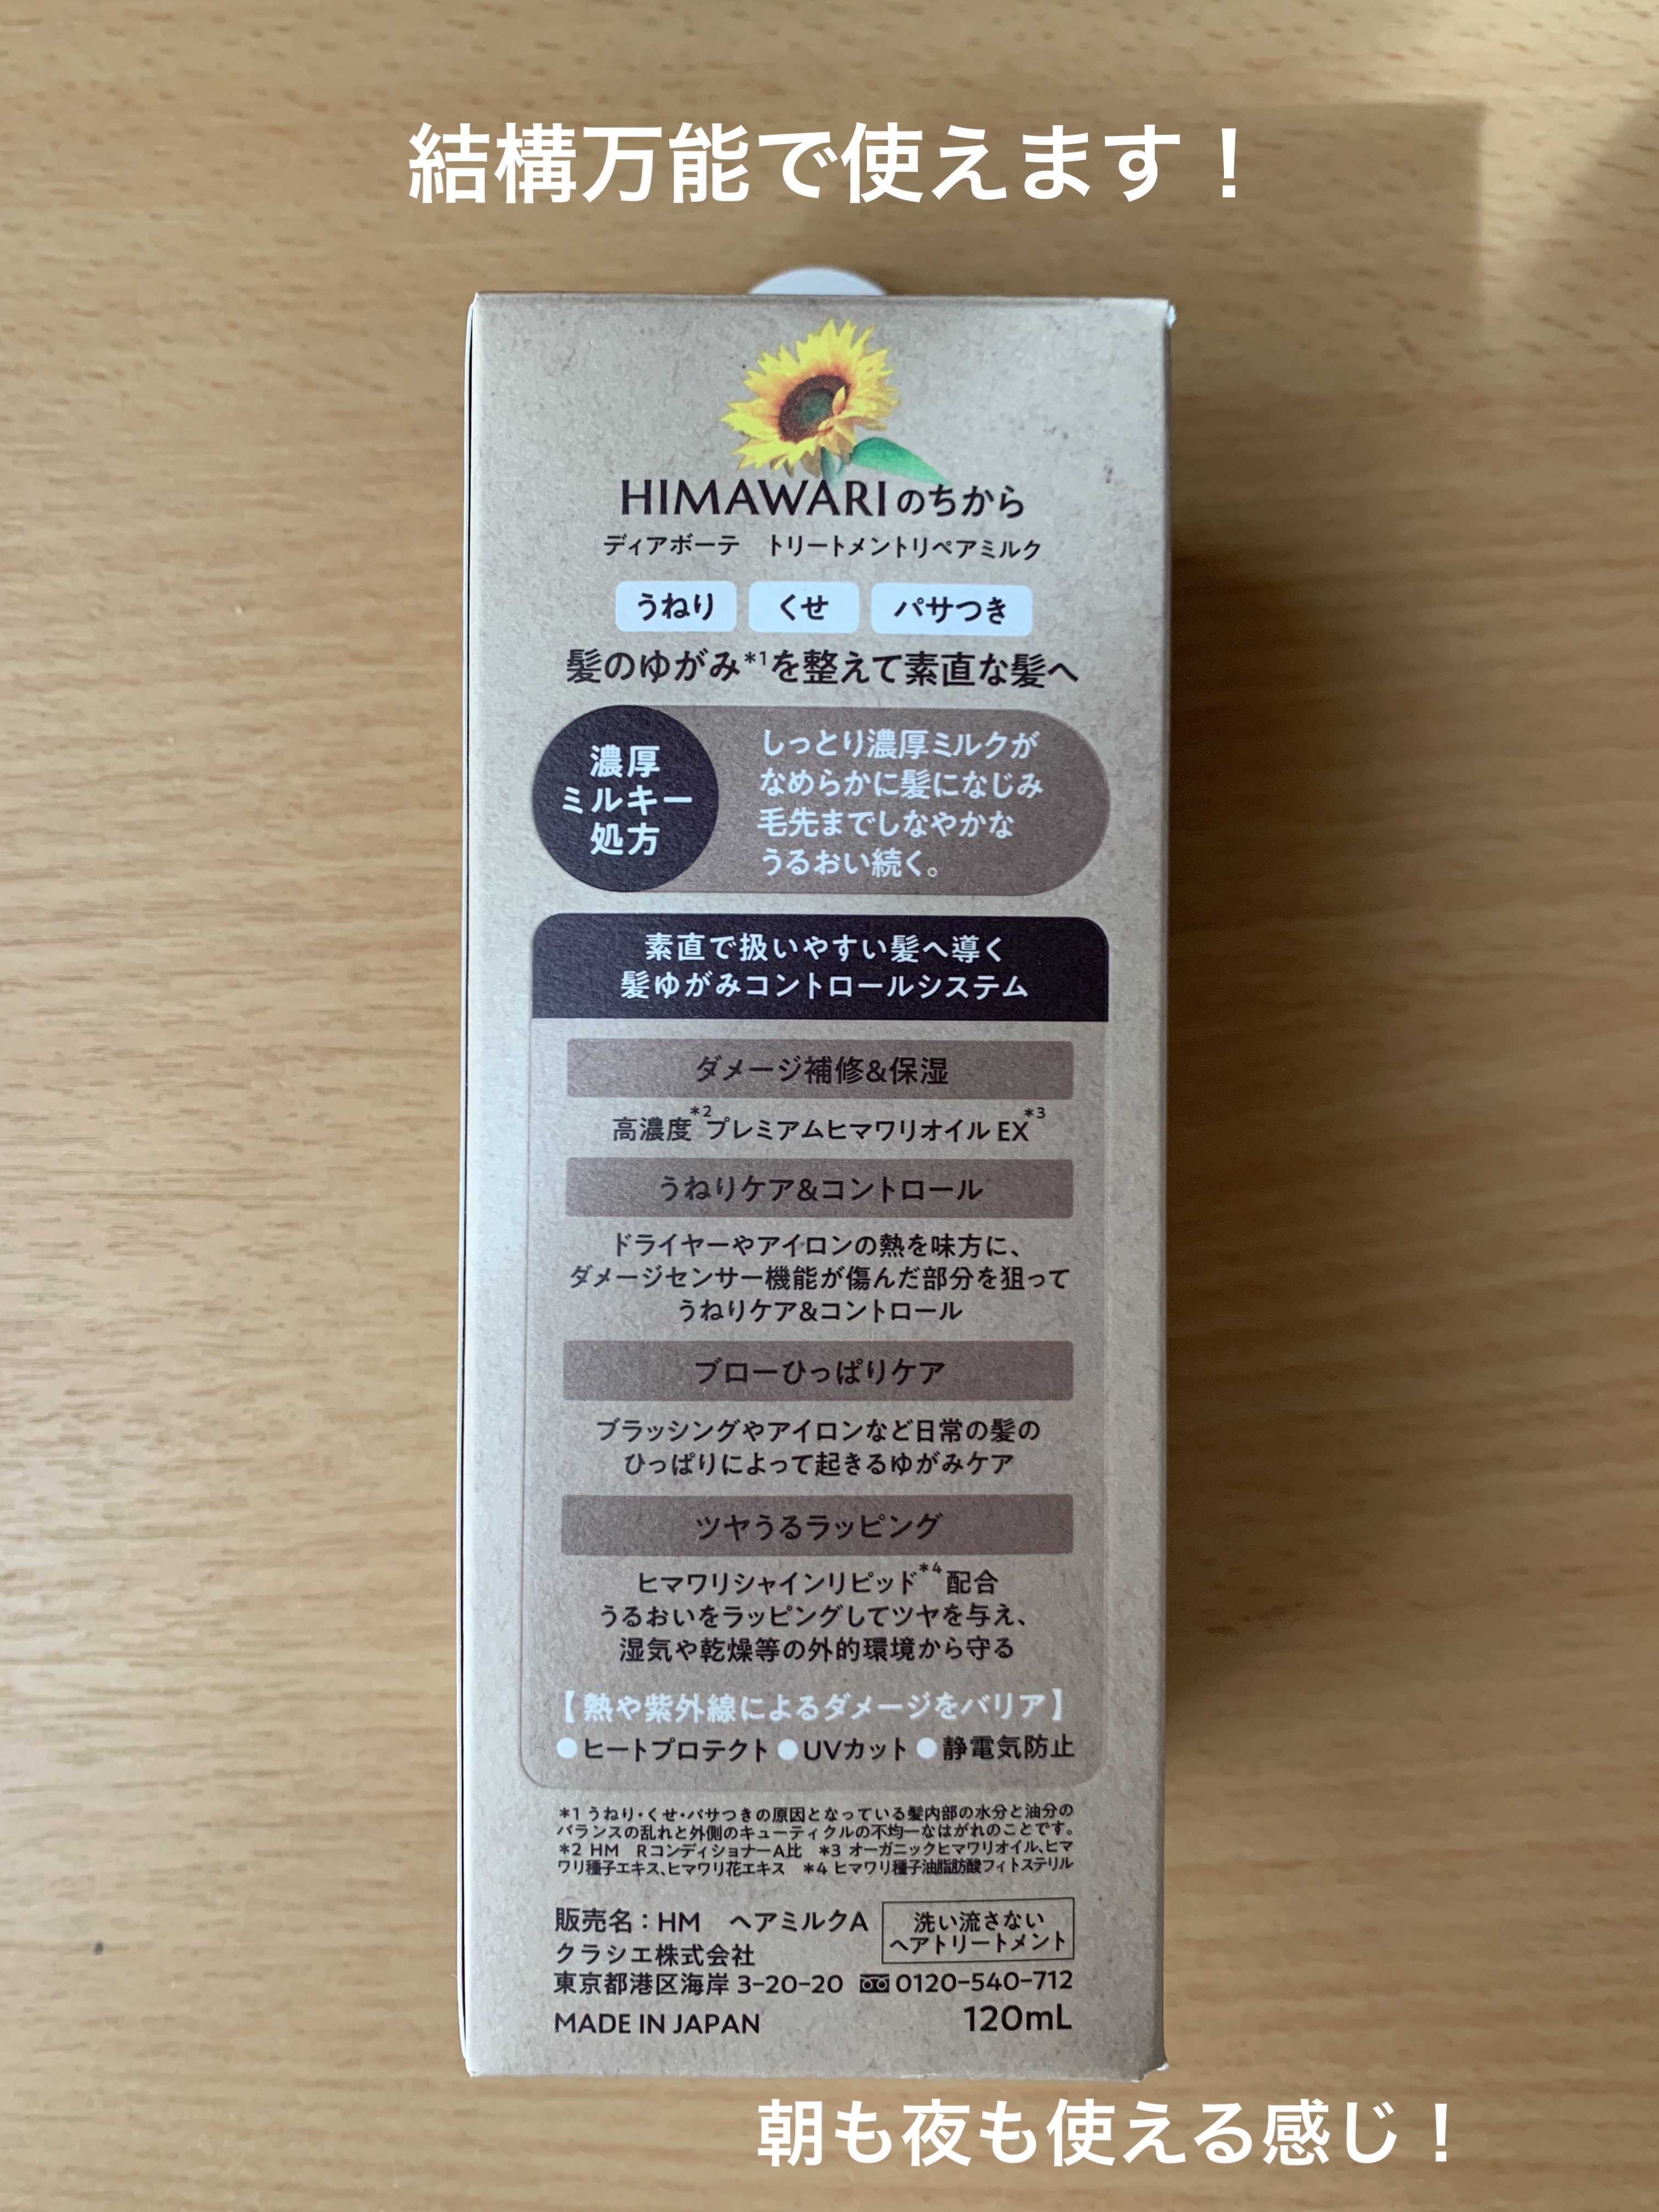 結構万能で使えます！
HIMAWARIのちから
ディアボーテ　トリートメントリペアミルク
うねり　くせ　パサつき
髪のゆがみ*1を整えて素直な髪へ
濃厚
ミルキー
処方
しっとり濃厚ミルクが
なめらかに髪になじみ
毛先までしなやかな
うるおい続く。
素直で扱いやすい髪へ導く
髪ゆがみコントロールシステム
ダメージ補修&保湿
高濃度*2プレミアムヒマワリオイル EX*3
うねりケア&コントロール
ドライヤーやアイロンの熱を味方に、
ダメージセンサー機能が傷んだ部分を狙って
うねりケア&コントロール
ブローひっぱりケア
ブラッシングやアイロンなど日常の髪の
ひっぱりによって起きるゆがみケア
ツヤうるラッピング
ヒマワリシャインリピッド*4配合
うるおいをラッピングしてツヤを与え、
湿気や乾燥等の外的環境から守る
【熱や紫外線によるダメージをバリア】
●ヒートプロテクト ●UVカット ●静電気防止
*1 うねり・くせ・パサつきの原因となっている髪内部の水分と油分の
バランスの乱れと外側のキューティクルの不均一なはがれのことです。
*2 HM　RコンディショナーA比　*3 オーガニックヒマワリオイル、ヒマ
ワリ種子エキス、ヒマワリ花エキス　*4 ヒマワリ種子油脂肪酸フィトステリル
販売名：HM　ヘアミルクA
クラシエ株式会社
洗い流さない
ヘアトリートメント
東京都港区海岸 3-20-20 0120-540-712
MADE IN JAPAN
120mL
朝も夜も使える感じ！